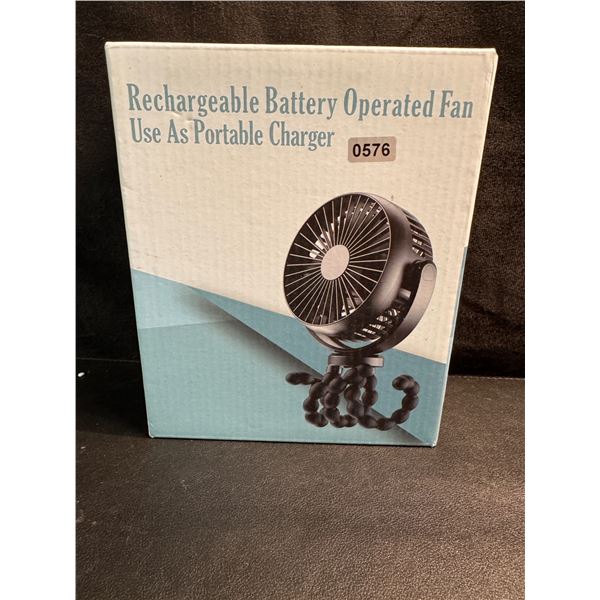 Rechargeable Battery Operated Fan
Use As Portable Charger
0576